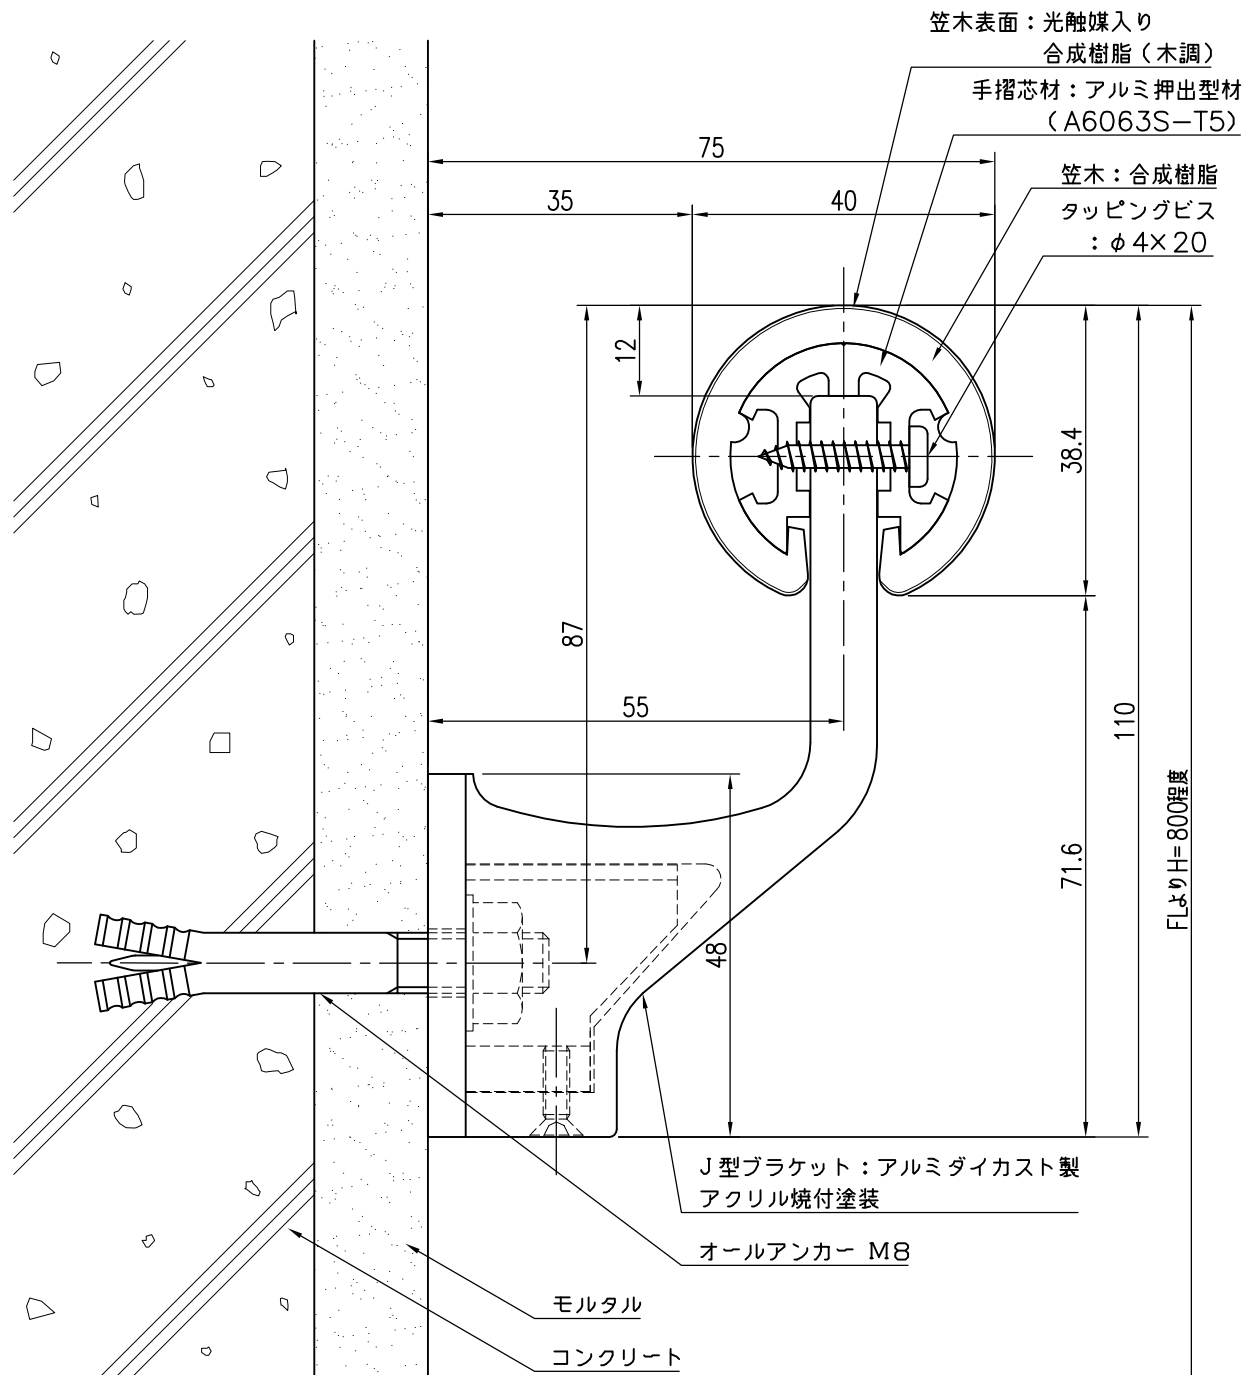 笠木表面：光触媒入り
合成樹脂（木調）
手摺芯材：アルミ押出型材
（A6063S−T5）
75
笠木：合成樹脂
35
40
タッピングビス
：φ4×20
12
38.4
87
55
110
FLよりH=800程度
71.6
48
J型ブラケット：アルミダイカスト製
アクリル焼付塗装
オールアンカー M8
モルタル
コンクリート